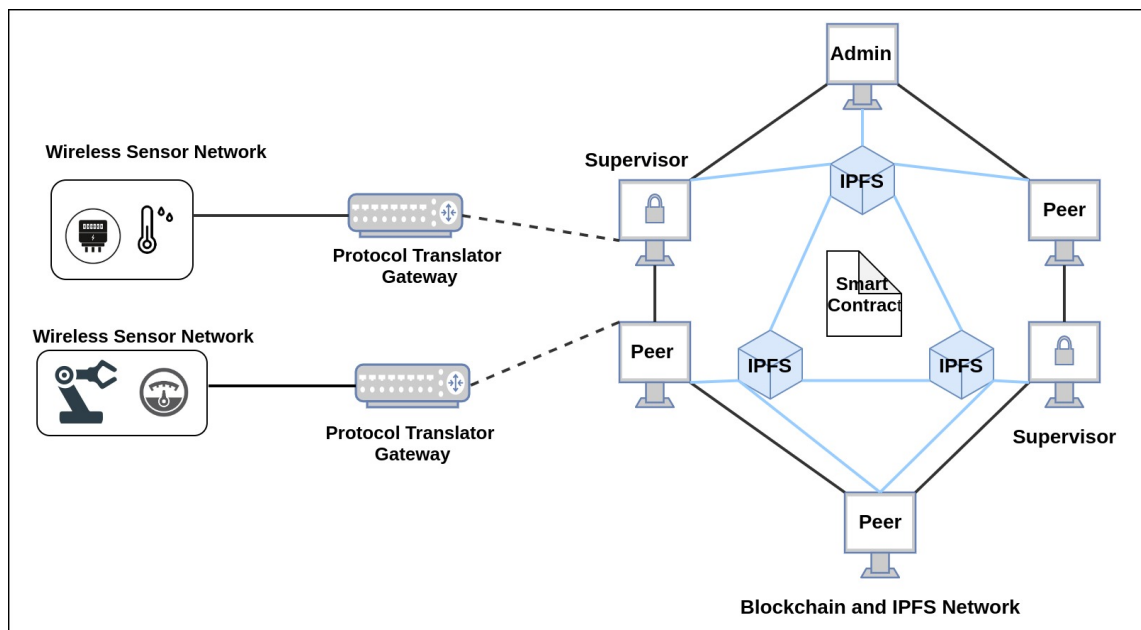 Admin
Wireless Sensor Network
Supervisor
IPFS
Peer
Protocol Translator
Gateway
Smart
Contract
Wireless Sensor Network
Peer
IPFS
IPFS
Protocol Translator
Gateway
Supervisor
Peer
Blockchain and IPFS Network